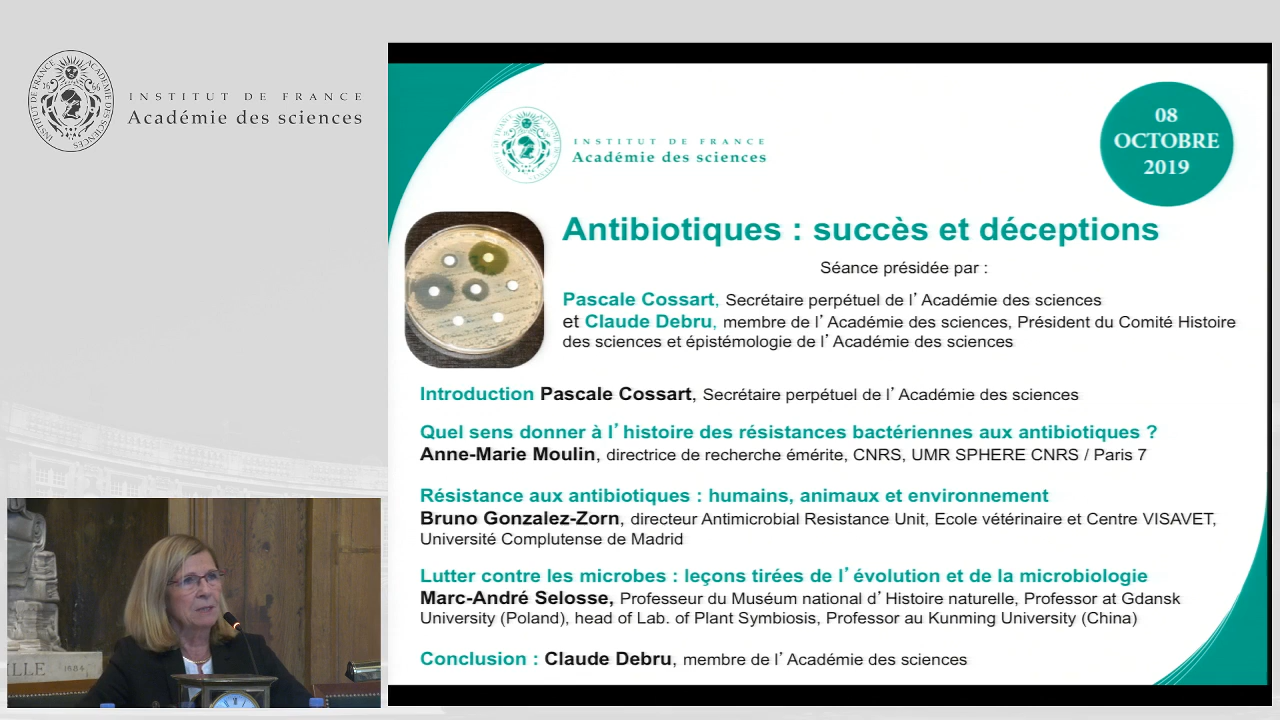 INSTITUT DE FRANCE
Académie des sciences
INSTITUT DE FRANCE
Académie des sciences
08
OCTOBRE
2019
Antibiotiques : succès et déceptions
Séance présidée par :
Pascale Cossart, Secrétaire perpétuel de l’Académie des sciences
et Claude Debru, membre de l’Académie des sciences, Président du Comité Histoire
des sciences et épistémologie de l’Académie des sciences
Introduction Pascale Cossart, Secrétaire perpétuel de l’Académie des sciences
Quel sens donner à l’histoire des résistances bactériennes aux antibiotiques ?
Anne-Marie Moulin, directrice de recherche émérite, CNRS, UMR SPHERE CNRS / Paris 7
Résistance aux antibiotiques : humains, animaux et environnement
Bruno Gonzalez-Zorn, directeur Antimicrobial Resistance Unit, Ecole vétérinaire et Centre VISAVET,
Université Complutense de Madrid
Lutter contre les microbes : leçons tirées de l’évolution et de la microbiologie
Marc-André Selosse, Professeur du Muséum national d’Histoire naturelle, Professor at Gdansk
University (Poland), head of Lab. of Plant Symbiosis, Professor au Kunming University (China)
Conclusion : Claude Debru, membre de l’Académie des sciences